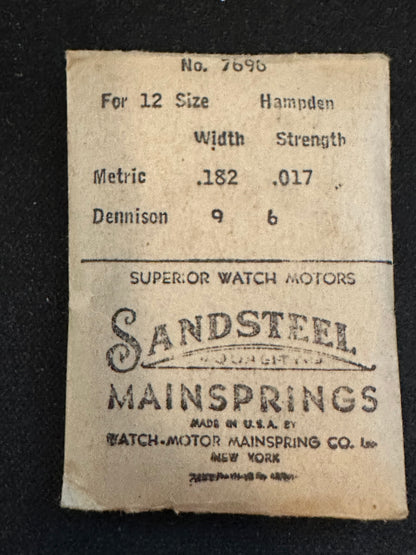 No. 7696
For 12 Size Hampden
Width Strength
Metric .182 .017
Dennison 9 6
SUPERIOR WATCH MOTORS
SANDSTEEL
MAINSPRINGS
MADE IN U.S.A. BY
WATCH-MOTOR MAINSPRING CO. Inc
NEW YORK